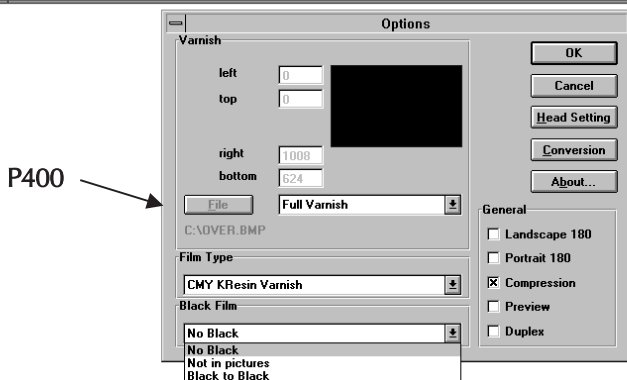 Options
Varnish
left 0
top 0
right 1008
bottom 624
File Full Varnish
C:\OVER.BMP
Film Type
CMY KResin Varnish
Black Film
No Black
No Black
Not in pictures
Black to Black
OK
Cancel
Head Setting
Conversion
About...
General
Landscape 180
Portrait 180
Compression
Preview
Duplex
P400